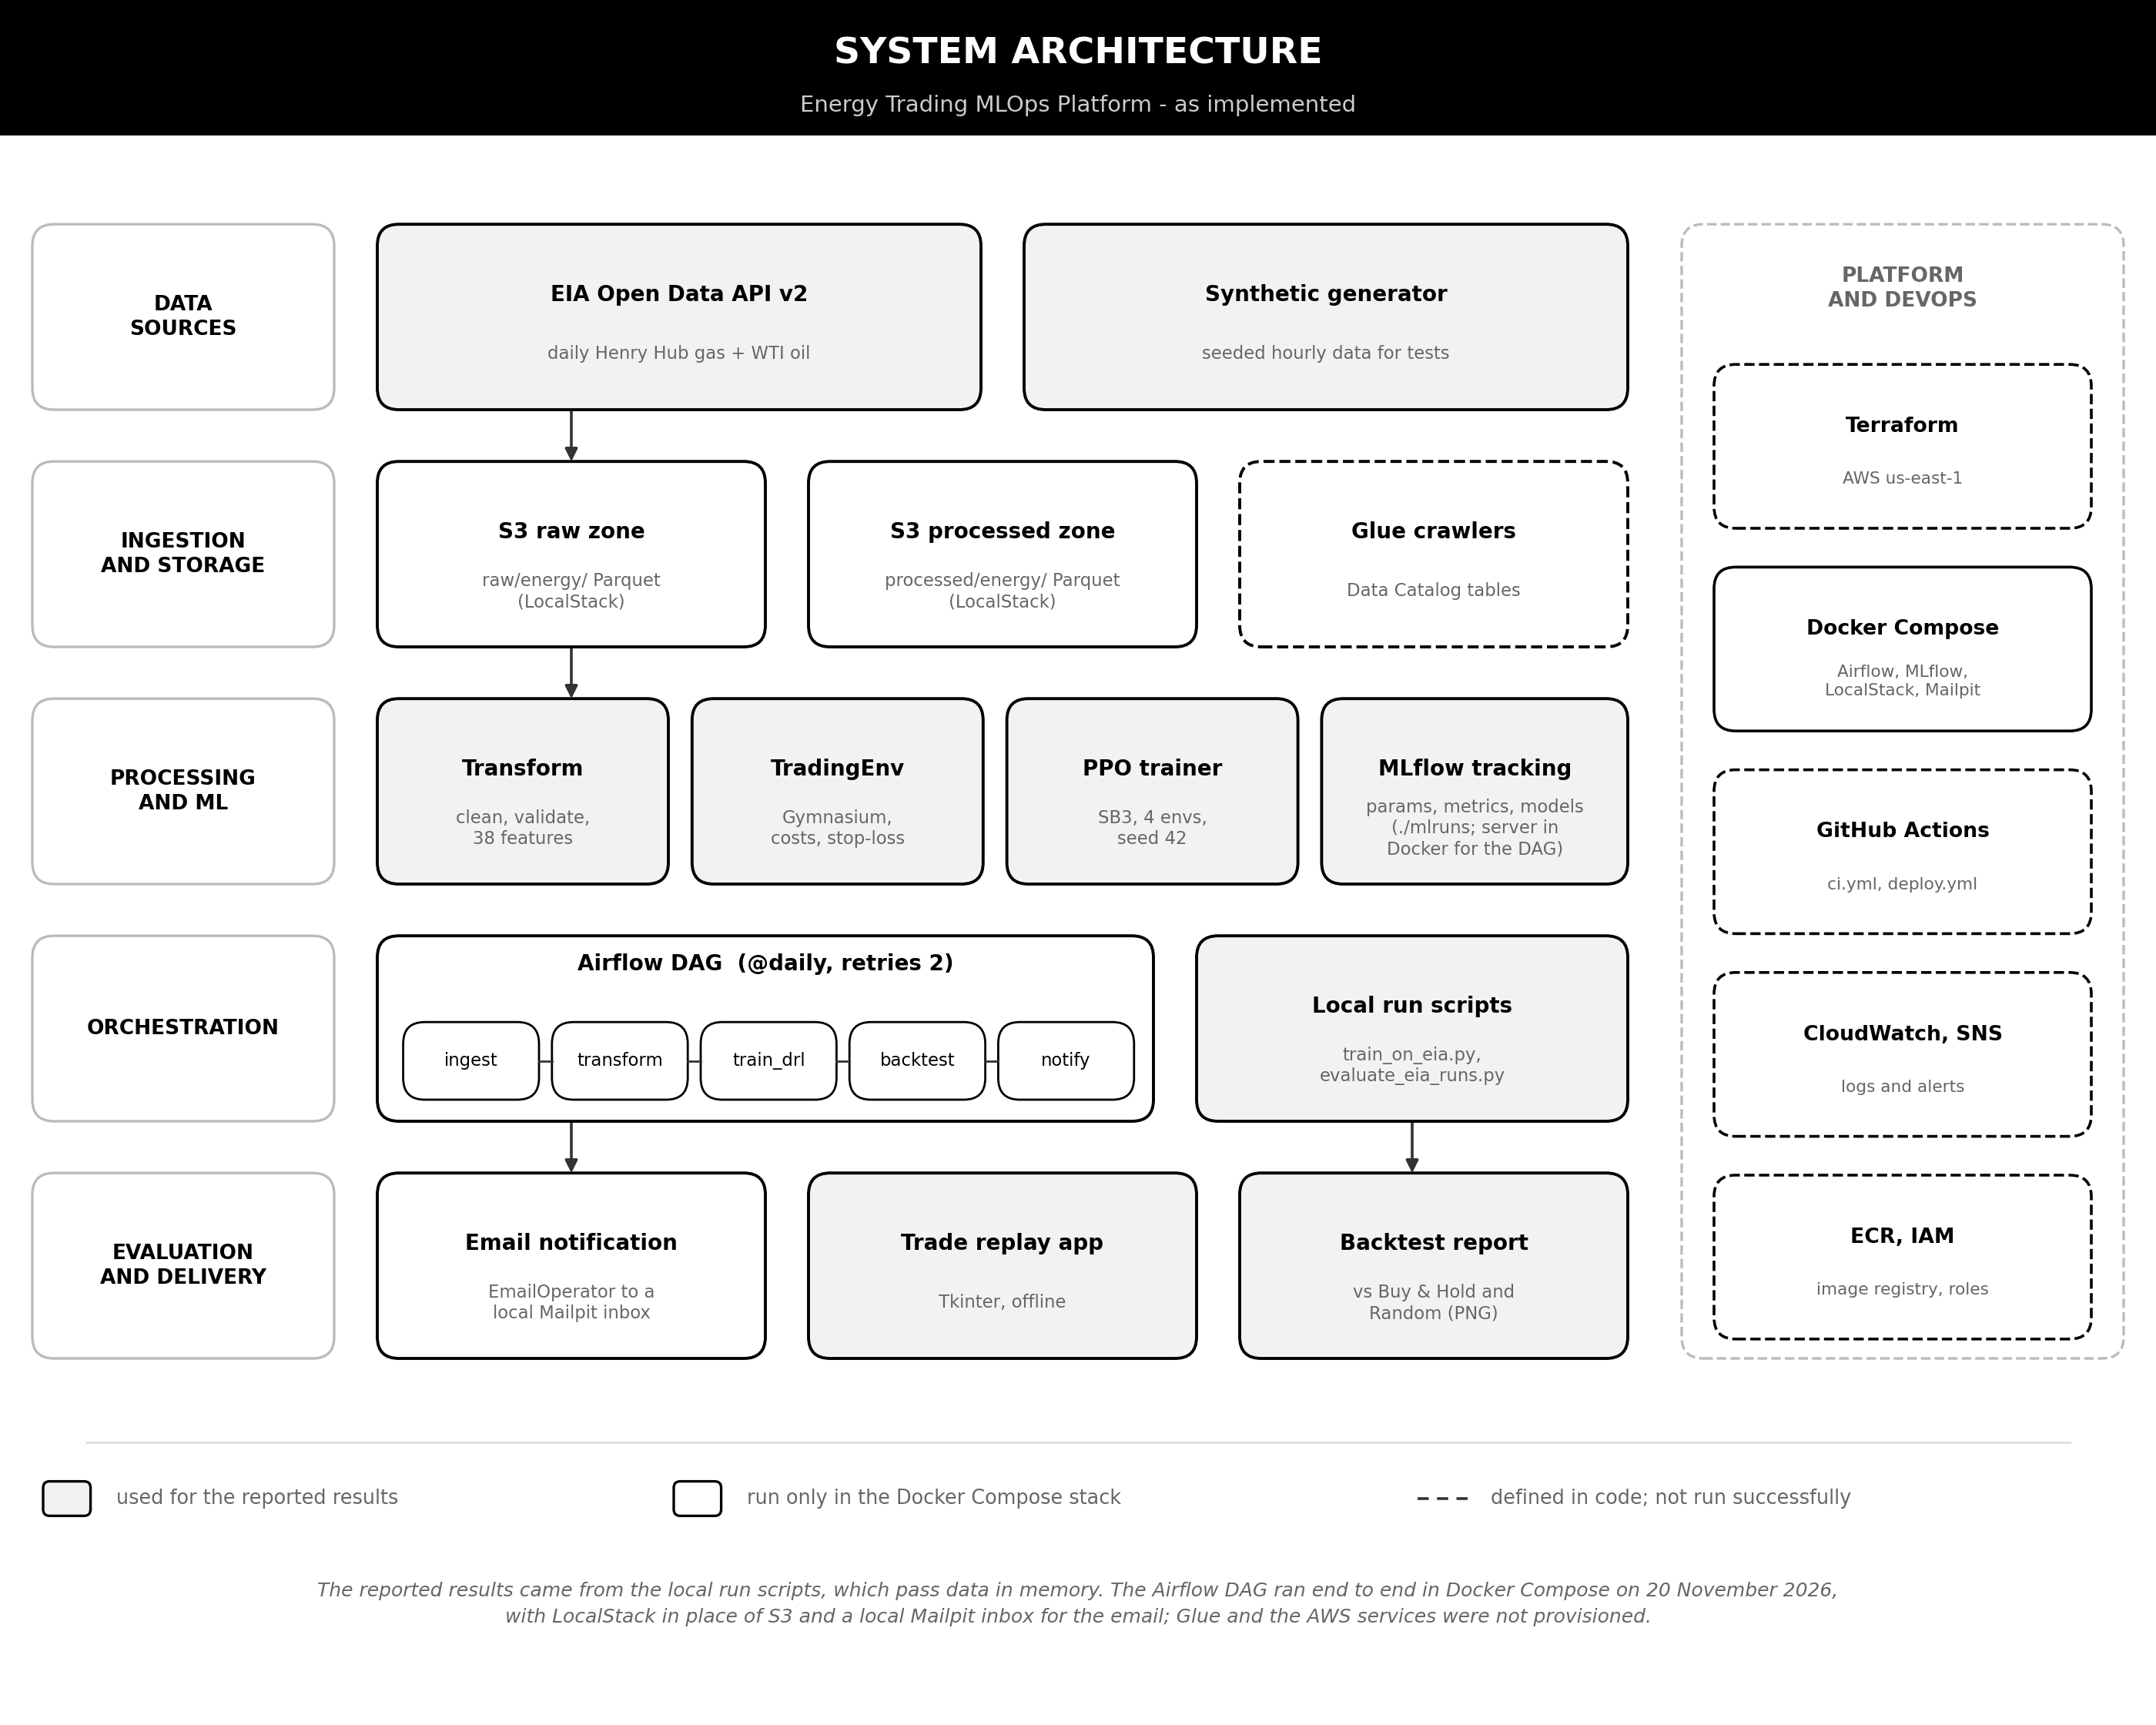 SYSTEM ARCHITECTURE
Energy Trading MLOps Platform - as implemented
DATA
SOURCES
EIA Open Data API v2
daily Henry Hub gas + WTI oil
Synthetic generator
seeded hourly data for tests
INGESTION
AND STORAGE
S3 raw zone
raw/energy/ Parquet
(LocalStack)
S3 processed zone
processed/energy/ Parquet
(LocalStack)
Glue crawlers
Data Catalog tables
PROCESSING
AND ML
Transform
clean, validate,
38 features
TradingEnv
Gymnasium,
costs, stop-loss
PPO trainer
SB3, 4 envs,
seed 42
MLflow tracking
params, metrics, models
(./mlruns; server in
Docker for the DAG)
ORCHESTRATION
Airflow DAG  (@daily, retries 2)
ingest
transform
train_drl
backtest
notify
Local run scripts
train_on_eia.py,
evaluate_eia_runs.py
EVALUATION
AND DELIVERY
Email notification
EmailOperator to a
local Mailpit inbox
Trade replay app
Tkinter, offline
Backtest report
vs Buy & Hold and
Random (PNG)
PLATFORM
AND DEVOPS
Terraform
AWS us-east-1
Docker Compose
Airflow, MLflow,
LocalStack, Mailpit
GitHub Actions
ci.yml, deploy.yml
CloudWatch, SNS
logs and alerts
ECR, IAM
image registry, roles
used for the reported results
run only in the Docker Compose stack
defined in code; not run successfully
The reported results came from the local run scripts, which pass data in memory. The Airflow DAG ran end to end in Docker Compose on 20 November 2026,
with LocalStack in place of S3 and a local Mailpit inbox for the email; Glue and the AWS services were not provisioned.